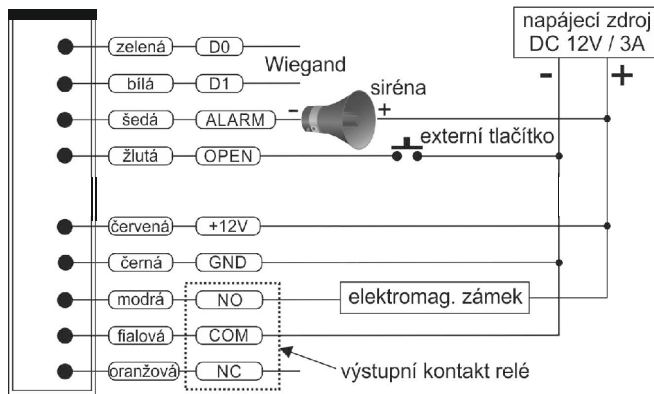 napájecí zdroj
DC 12V / 3A
- +
zelená D0
Wiegand
bílá D1
siréna
šedá ALARM - +
externí tlačítko
žlutá OPEN
červená +12V
černá GND
modrá NO elektromag. zámek
fialová COM
oranžová NC
výstupní kontakt relé